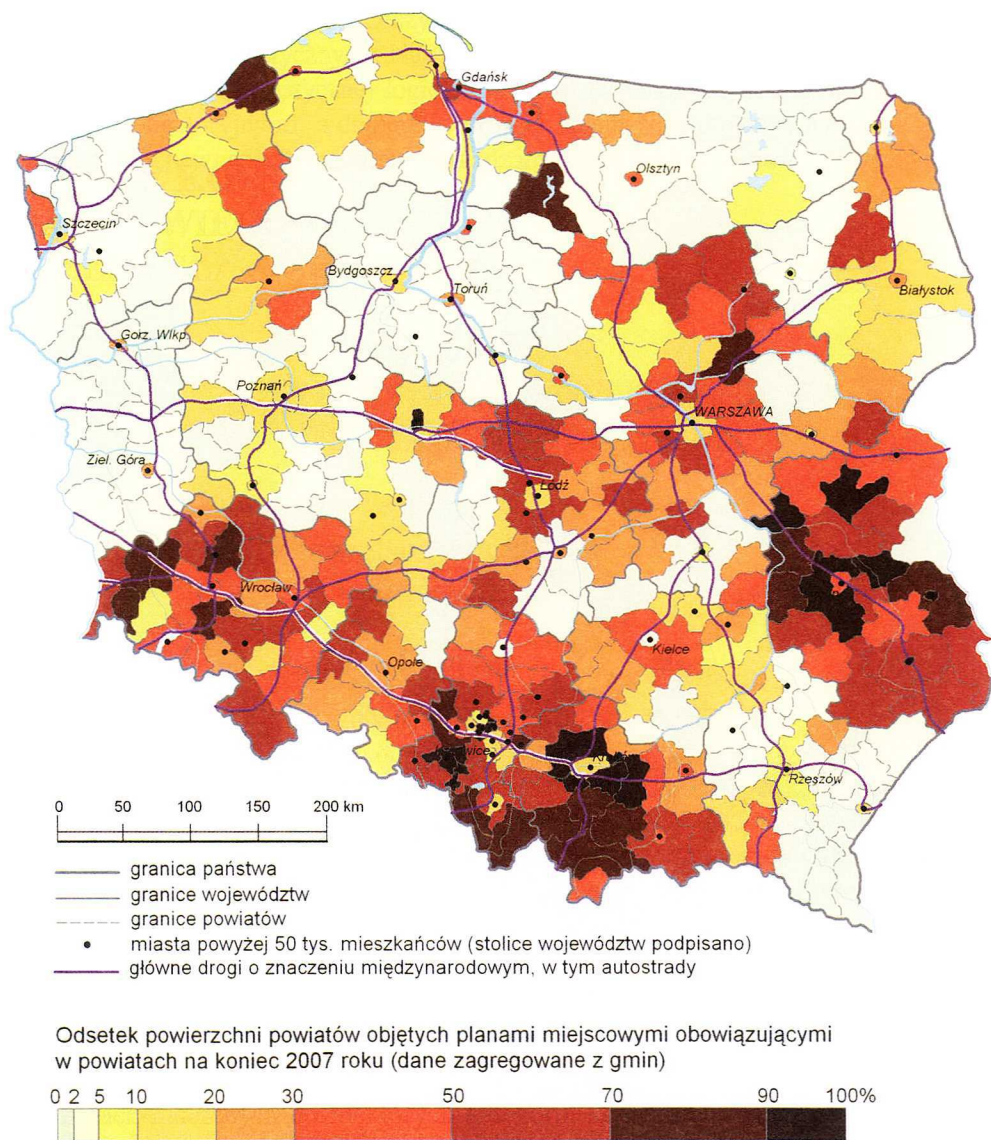 Gdańsk
Olsztyn
Szczecin
Bydgoszcz
Toruń
Białystok
Gorz. Wlkp.
Poznań
WARSZAWA
Ziel. Góra
Łódź
Wrocław
Opole
Kielce
Rzeszów
0 50 100 150 200 km
granica państwa
granice województw
granice powiatów
miasta powyżej 50 tys. mieszkańców (stolice województw podpisano)
główne drogi o znaczeniu międzynarodowym, w tym autostrady
Odsetek powierzchni powiatów objętych planami miejscowymi obowiązującymi
w powiatach na koniec 2007 roku (dane zagregowane z gmin)
0 2 5 10 20 30 50 70 90 100%